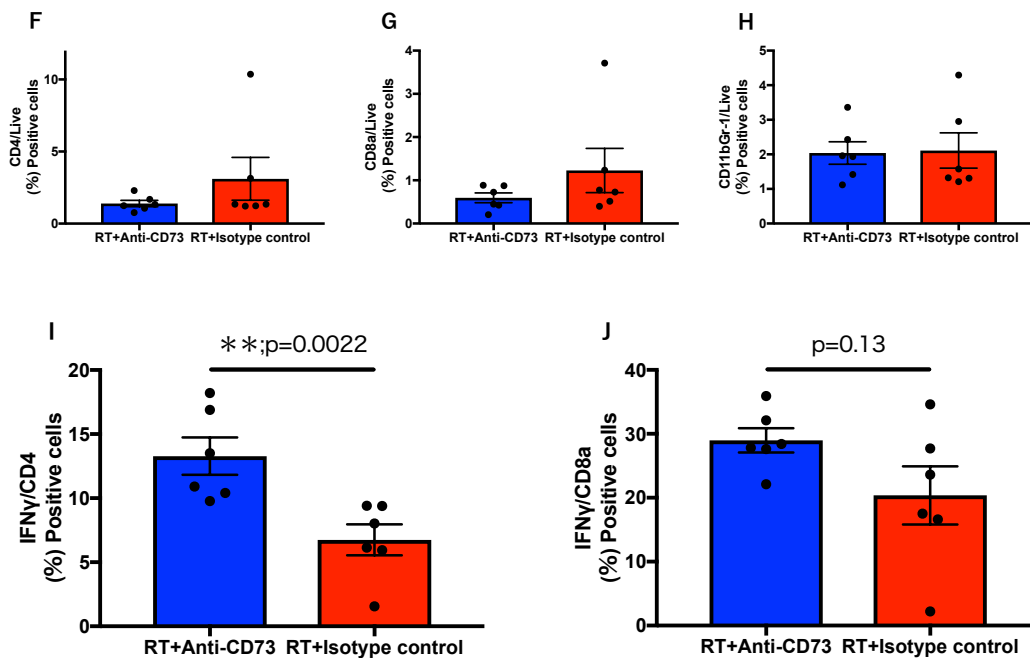 F
CD4/Live
(%) Positive cells
10
5
0
RT+Anti-CD73 RT+Isotype control
G
CD8a/Live
(%) Positive cells
4
3
2
1
0
RT+Anti-CD73 RT+Isotype control
H
CD11bGr-1/Live
(%) Positive cells
5
4
3
2
1
0
RT+Anti-CD73 RT+Isotype control
I
**;p=0.0022
IFNγ/CD4
(%) Positive cells
20
15
10
5
0
RT+Anti-CD73 RT+Isotype control
J
p=0.13
IFNγ/CD8a
(%) Positive cells
40
30
20
10
0
RT+Anti-CD73 RT+Isotype control